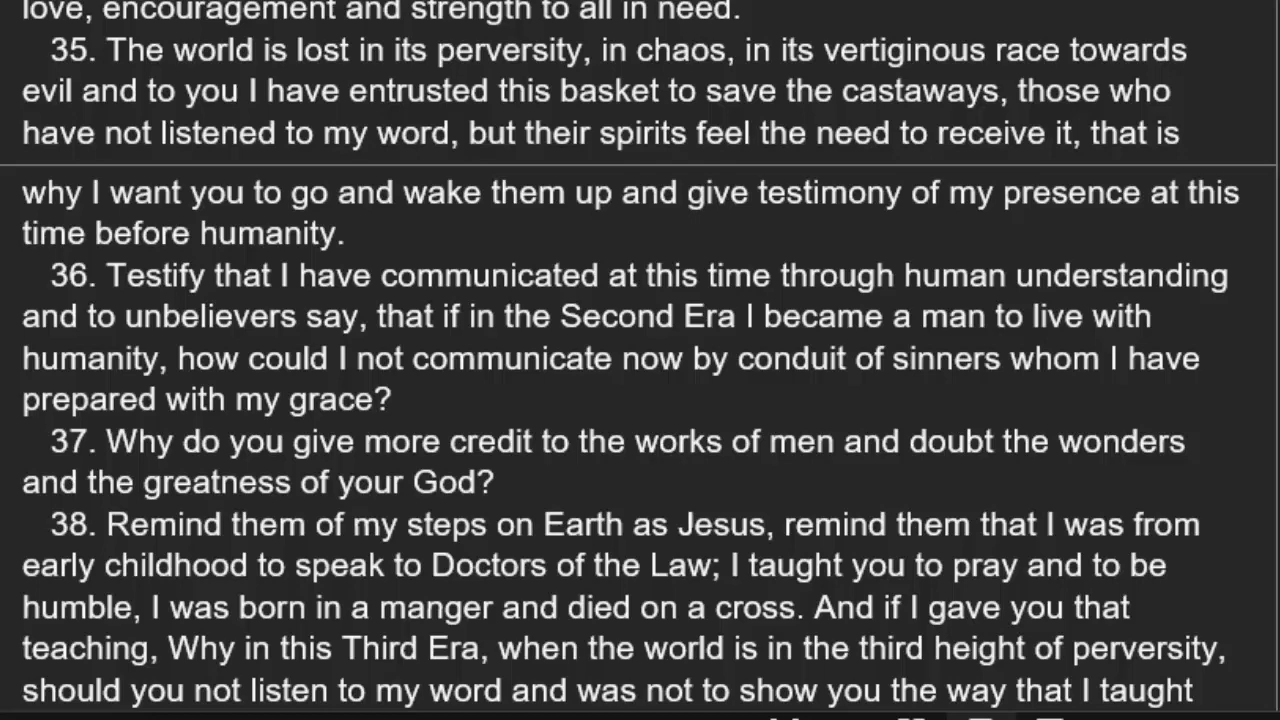 love, encouragement and strength to all in need.
35. The world is lost in its perversity, in chaos, in its vertiginous race towards
evil and to you I have entrusted this basket to save the castaways, those who
have not listened to my word, but their spirits feel the need to receive it, that is
why I want you to go and wake them up and give testimony of my presence at this
time before humanity.
36. Testify that I have communicated at this time through human understanding
and to unbelievers say, that if in the Second Era I became a man to live with
humanity, how could I not communicate now by conduit of sinners whom I have
prepared with my grace?
37. Why do you give more credit to the works of men and doubt the wonders
and the greatness of your God?
38. Remind them of my steps on Earth as Jesus, remind them that I was from
early childhood to speak to Doctors of the Law; I taught you to pray and to be
humble, I was born in a manger and died on a cross. And if I gave you that
teaching, Why in this Third Era, when the world is in the third height of perversity,
should you not listen to my word and was not to show you the way that I taught